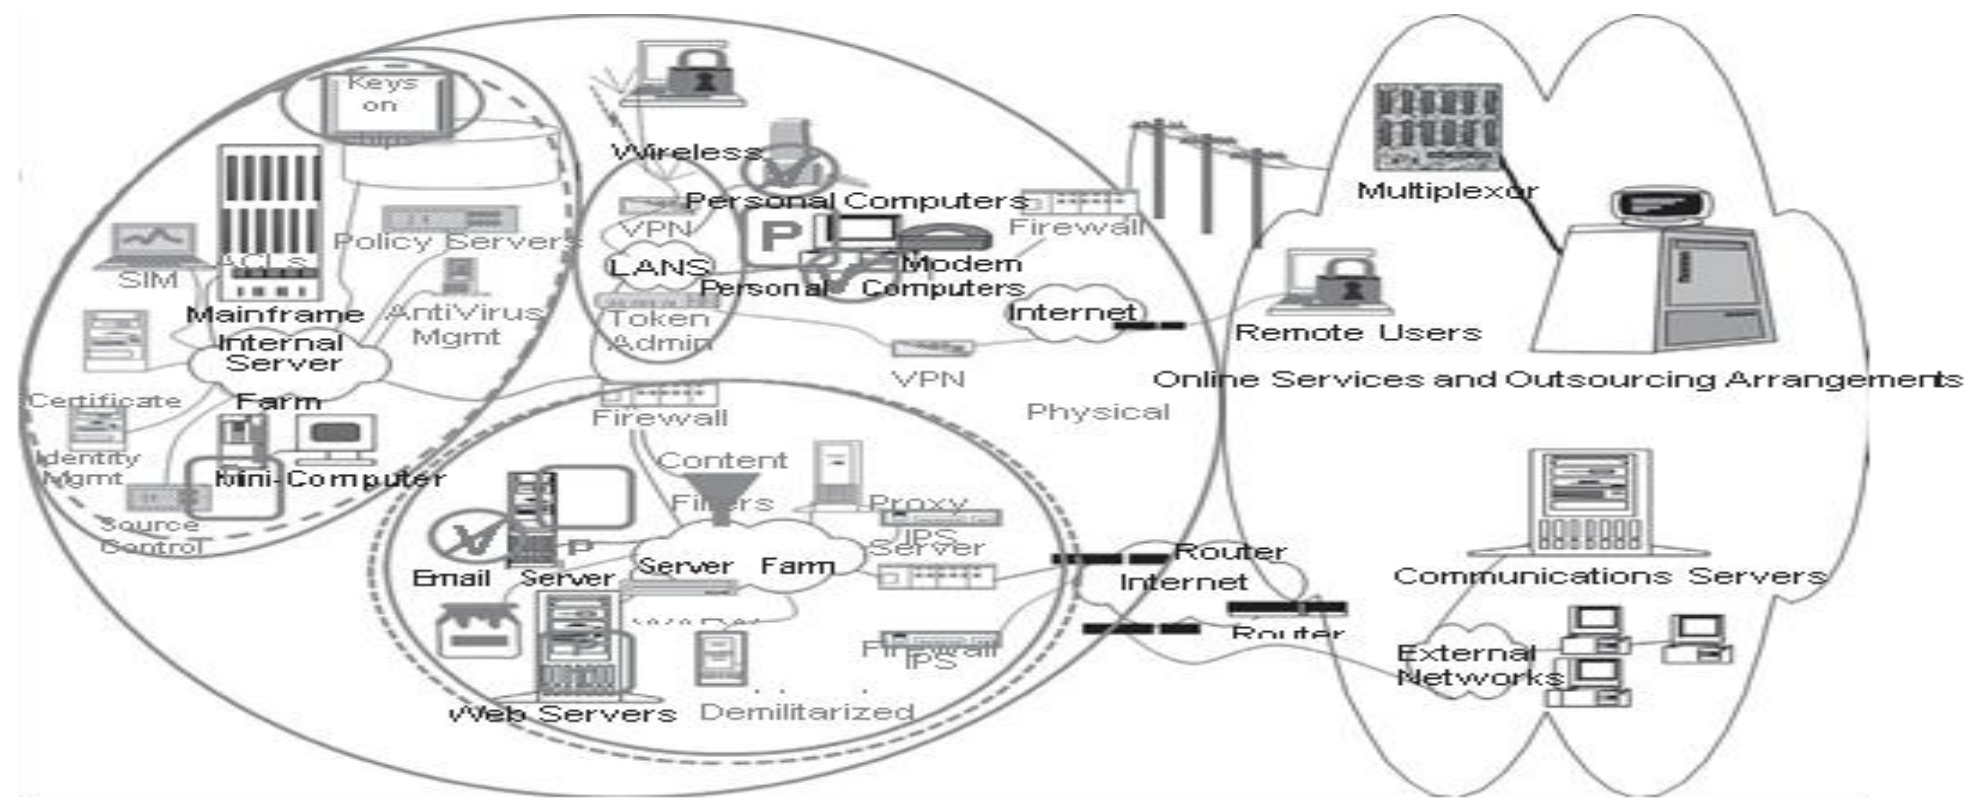 Keys
on
Wireless
Personal Computers
VPN
Firewall
Policy Servers
ACLs
SIM
LANS
Modem
Personal Computers
Mainframe
AntiVirus
Mgmt
Token
Admin
Internet
Internal
Server
Farm
VPN
Certificate
Firewall
Physical
Identity
Mgmt
Mini-Computer
Source
Control
Multiplexor
Remote Users
Online Services and Outsourcing Arrangements
Content
Filters
Proxy
Server
IPS
P
P
Email Server
Server Farm
Router
Internet
Router
Firewall
IPS
Web Servers
Demilitarized
Communications Servers
External
Networks